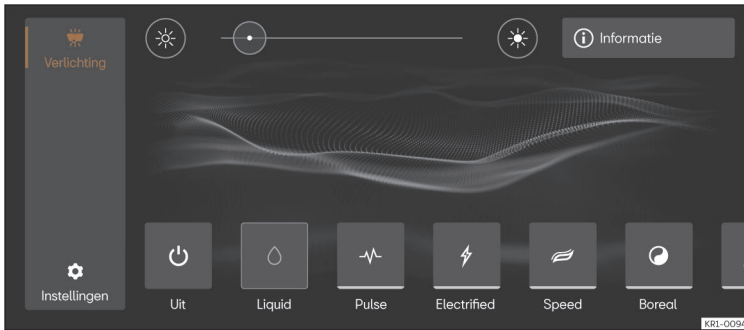 Verlichting
Informatie
Instellingen
Uit
Liquid
Pulse
Electrified
Speed
Boreal
KR1-0094